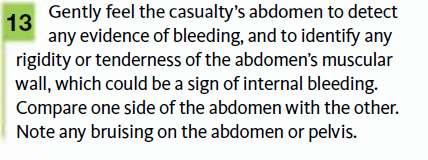 13 Gently feel the casualty's abdomen to detect
any evidence of bleeding, and to identify any
rigidity or tenderness of the abdomen's muscular
wall, which could be a sign of internal bleeding.
Compare one side of the abdomen with the other.
Note any bruising on the abdomen or pelvis.